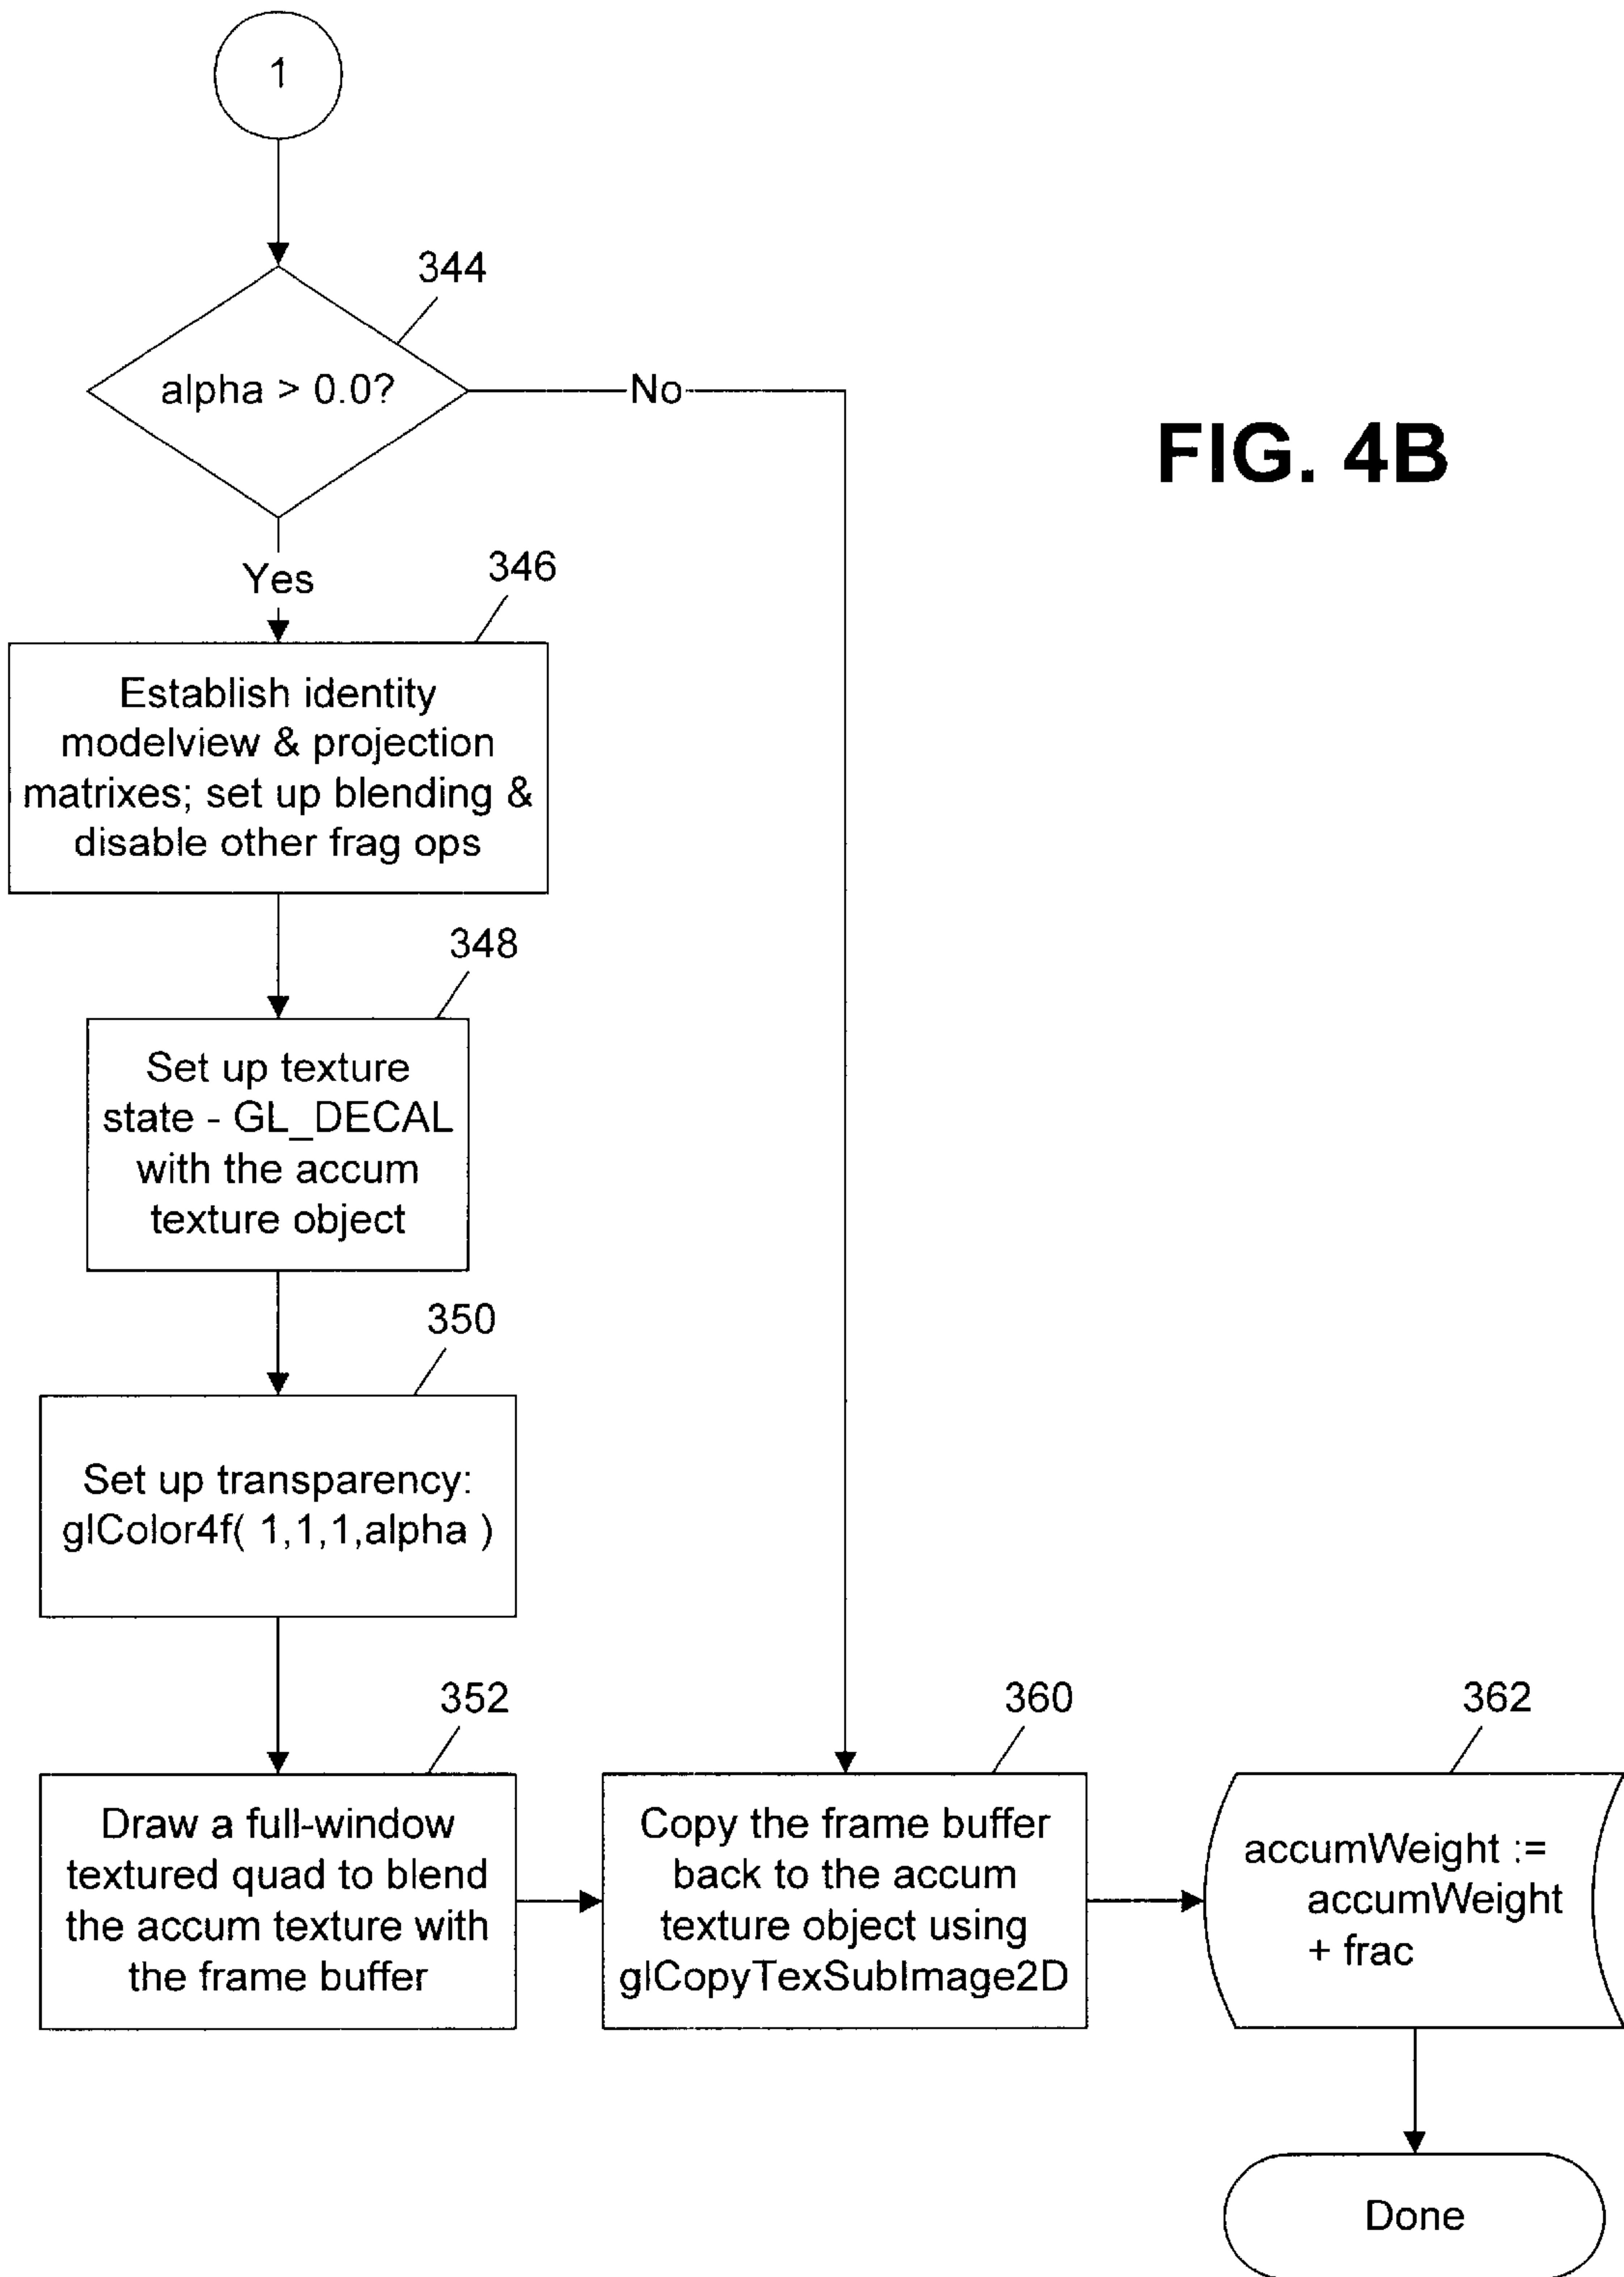 1
344
alpha > 0.0?
No
FIG. 4B
Yes
346
Establish identity
modelview & projection
matrixes; set up blending &
disable other frag ops
348
Set up texture
state - GL_DECAL
with the accum
texture object
350
Set up transparency:
glColor4f( 1,1,1,alpha )
352
Draw a full-window
textured quad to blend
the accum texture with
the frame buffer
360
Copy the frame buffer
back to the accum
texture object using
glCopyTexSubImage2D
362
accumWeight :=
accumWeight
+ frac
Done